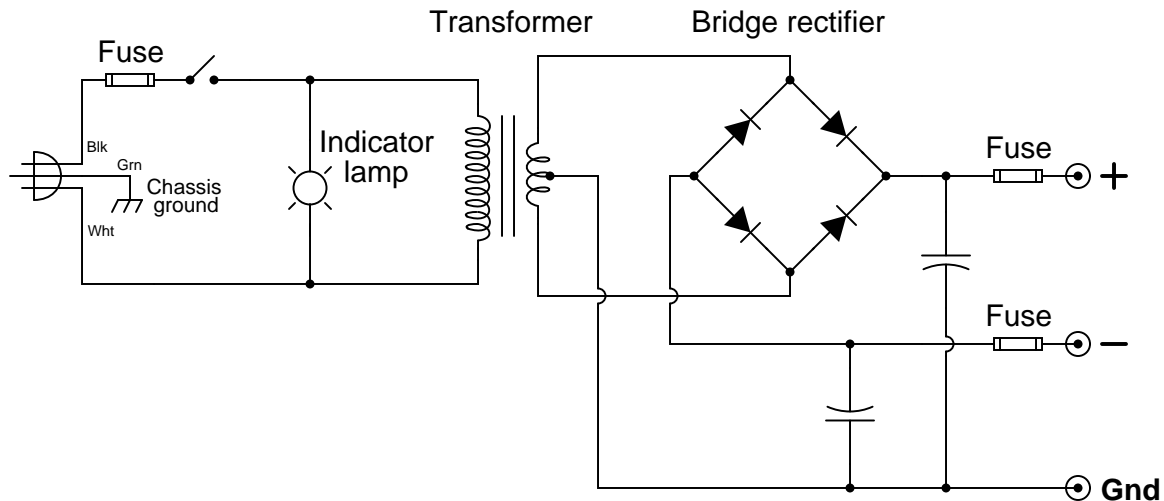 Transformer
Bridge rectifier
Fuse
Blk
Grn
Indicator
lamp
Chassis
ground
Wht
Fuse
+
Fuse
−
Gnd